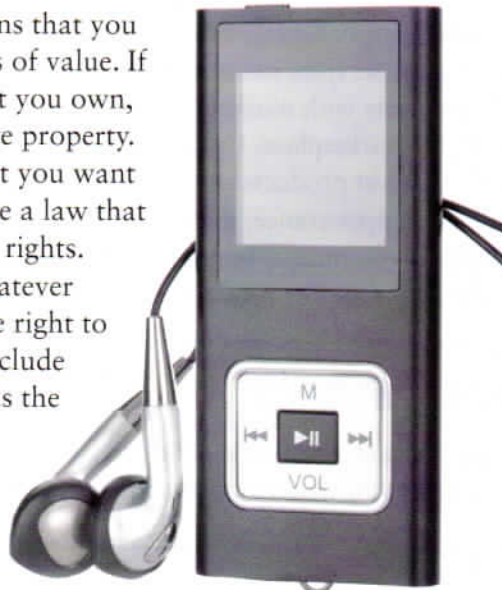 ns that you
s of value. If
t you own,
e property.
t you want
e a law that
rights.
atever
e right to
clude
s the
M
VOL